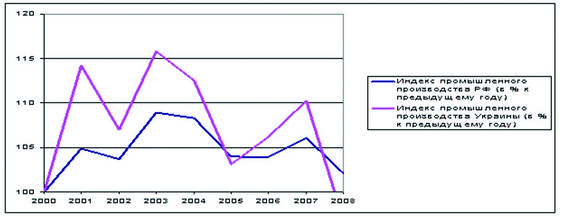 120
115
110
105
100
2000 2001 2002 2003 2004 2005 2006 2007 2008
Индекс промышленного
производства РФ (в % к
предыдущему году)
Индекс промышленного
производства Украины (в %
к предыдущему году)